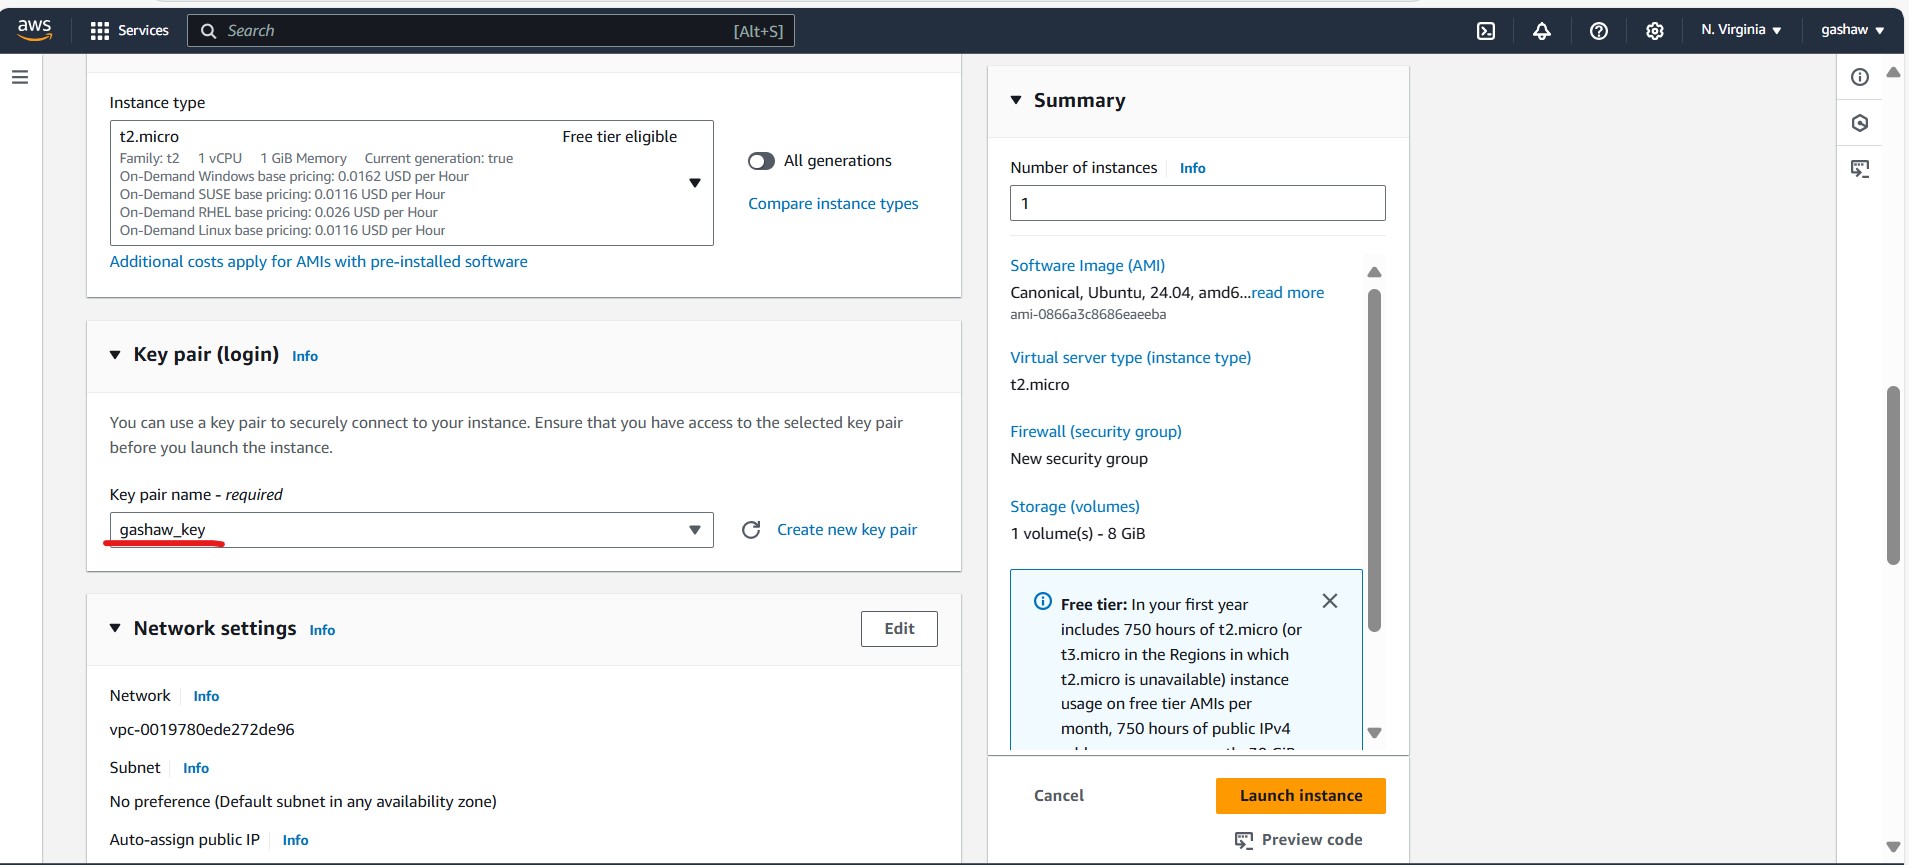 aws
Services
Search
[Alt+S]
N. Virginia
gashaw
Instance type
t2.micro
Free tier eligible
Family: t2 1 vCPU 1 GiB Memory Current generation: true
On-Demand Windows base pricing: 0.0162 USD per Hour
On-Demand SUSE base pricing: 0.0116 USD per Hour
On-Demand RHEL base pricing: 0.026 USD per Hour
On-Demand Linux base pricing: 0.0116 USD per Hour
All generations
Compare instance types
Additional costs apply for AMIs with pre-installed software
Key pair (login) Info
You can use a key pair to securely connect to your instance. Ensure that you have access to the selected key pair
before you launch the instance.
Key pair name - required
gashaw_key
Create new key pair
Network settings Info
Edit
Network Info
vpc-0019780ede272de96
Subnet Info
No preference (Default subnet in any availability zone)
Auto-assign public IP Info
Summary
Number of instances Info
1
Software Image (AMI)
Canonical, Ubuntu, 24.04, amd6...read more
ami-0866a3c8686eaeeba
Virtual server type (instance type)
t2.micro
Firewall (security group)
New security group
Storage (volumes)
1 volume(s) - 8 GiB
Free tier: In your first year
includes 750 hours of t2.micro (or
t3.micro in the Regions in which
t2.micro is unavailable) instance
usage on free tier AMIs per
month, 750 hours of public IPv4
Cancel
Launch instance
Preview code